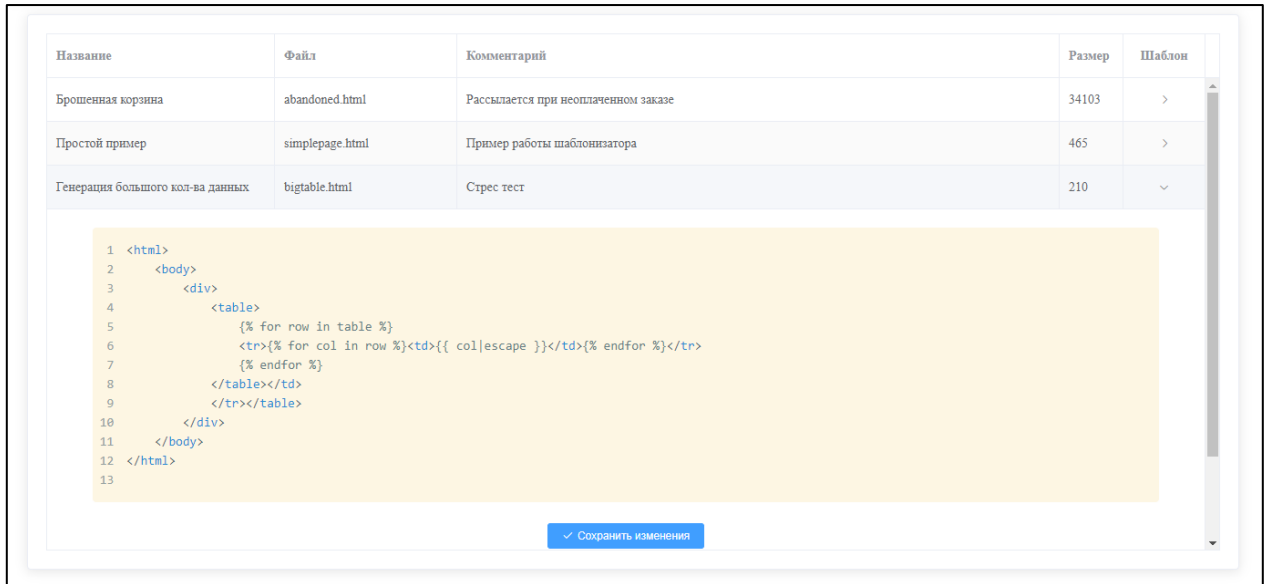 Название Файл Комментарий Размер Шаблон
Брошенная корзина abandoned.html Рассылается при неоплаченном заказе 34103
Простой пример simplepage.html Пример работы шаблонизатора 465
Генерация большого кол-ва данных bigtable.html Стрес тест 210
1 <html>
2     <body>
3         <div>
4             <table>
5                 {% for row in table %}
6                 <tr>{% for col in row %}<td>{{ col|escape }}</td>{% endfor %}</tr>
7                 {% endfor %}
8             </table></td>
9             </tr></table>
10         </div>
11     </body>
12 </html>
13
Сохранить изменения